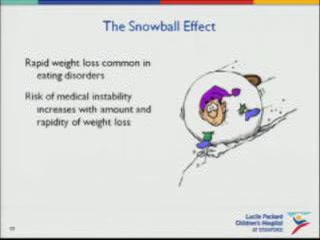 The Snowball Effect
Rapid weight loss common in
eating disorders
Risk of medical instability
increases with amount and
rapidity of weight loss
Lucile Packard
Children's Hospital
AT STANFORD